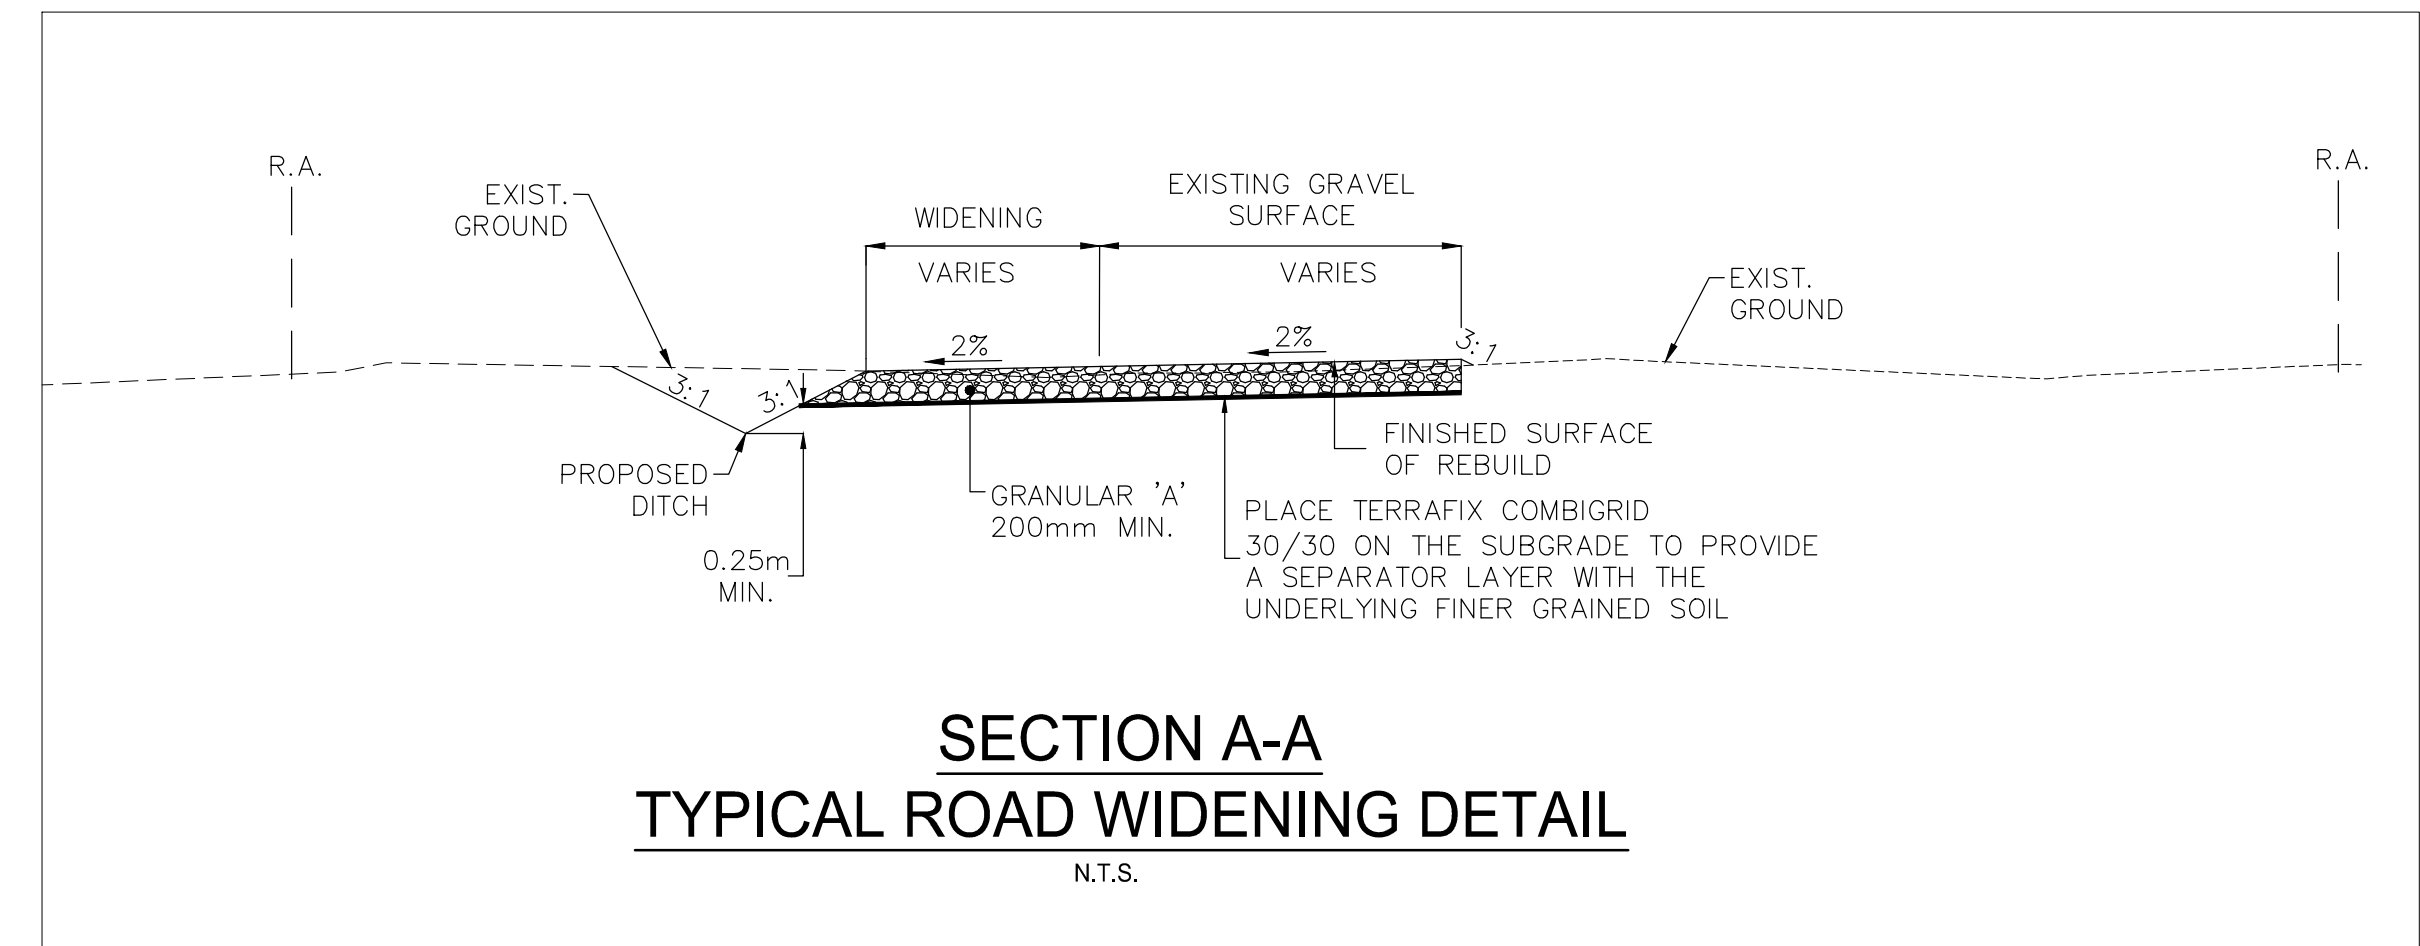 R.A.
EXIST.
GROUND
WIDENING
VARIES
EXISTING GRAVEL
SURFACE
VARIES
EXIST.
GROUND
R.A.
2%
2%
3:1
3:1
3:1
PROPOSED
DITCH
0.25m
MIN.
GRANULAR 'A'
200mm MIN.
FINISHED SURFACE
OF REBUILD
PLACE TERRAFIX COMBIGRID
30/30 ON THE SUBGRADE TO PROVIDE
A SEPARATOR LAYER WITH THE
UNDERLYING FINER GRAINED SOIL
SECTION A-A
TYPICAL ROAD WIDENING DETAIL
N.T.S.